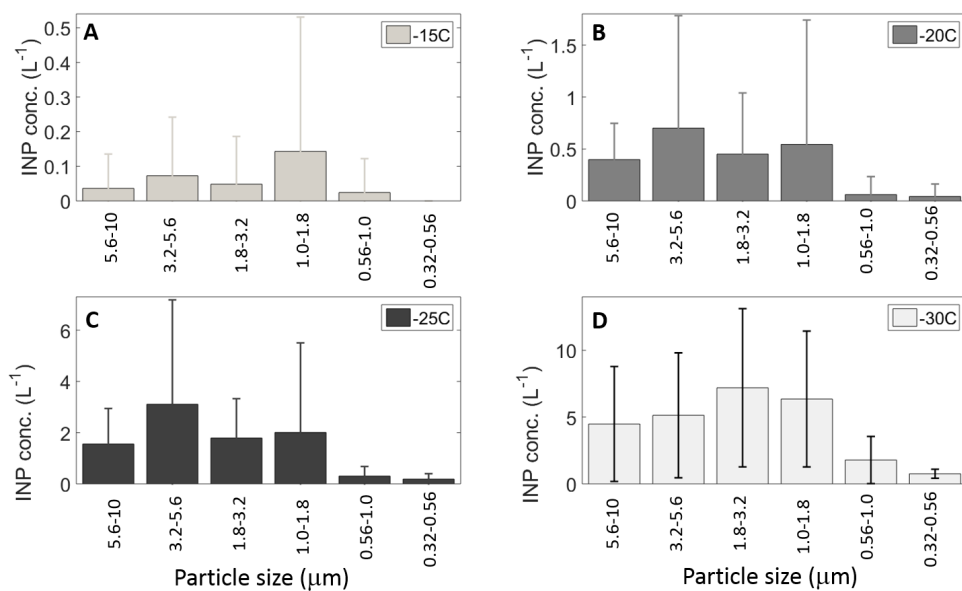 A
-15C
INP conc. (L⁻¹)
0.5
0.4
0.3
0.2
0.1
0
5.6-10
3.2-5.6
1.8-3.2
1.0-1.8
0.56-1.0
0.32-0.56
B
-20C
INP conc. (L⁻¹)
1.5
1
0.5
0
5.6-10
3.2-5.6
1.8-3.2
1.0-1.8
0.56-1.0
0.32-0.56
C
-25C
INP conc. (L⁻¹)
6
4
2
0
5.6-10
3.2-5.6
1.8-3.2
1.0-1.8
0.56-1.0
0.32-0.56
Particle size (μm)
D
-30C
INP conc. (L⁻¹)
10
5
0
5.6-10
3.2-5.6
1.8-3.2
1.0-1.8
0.56-1.0
0.32-0.56
Particle size (μm)